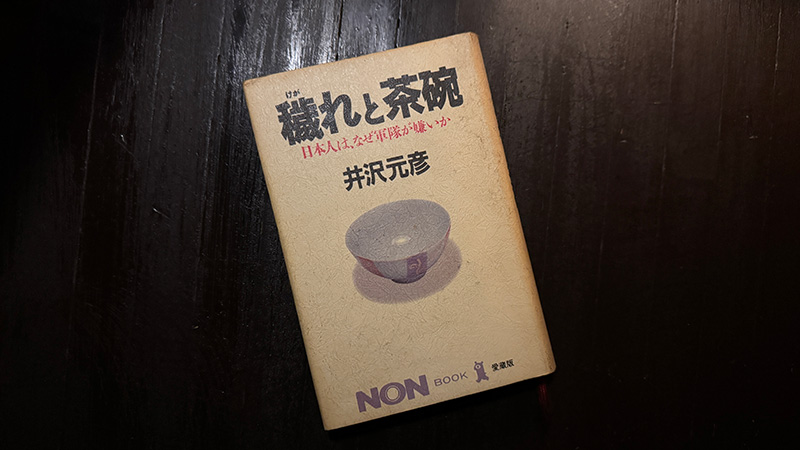 けが
穢れと茶碗
日本人は、なぜ軍隊が嫌いか
井沢元彦
NON BOOK 愛蔵版